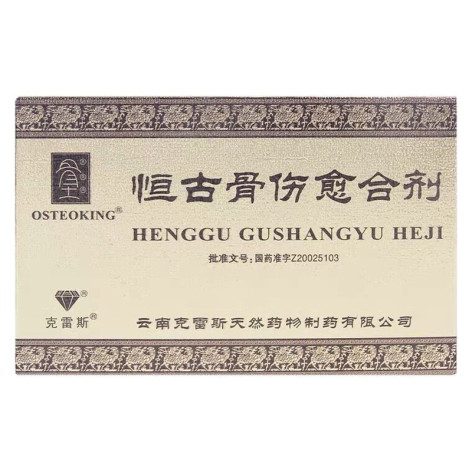 OSTEOKING®
恒古骨伤愈合剂
HENGGU GUSHANGYU HEJI
批准文号:国药准字Z20025103
®
克雷斯®
云南克雷斯天然药物制药有限公司